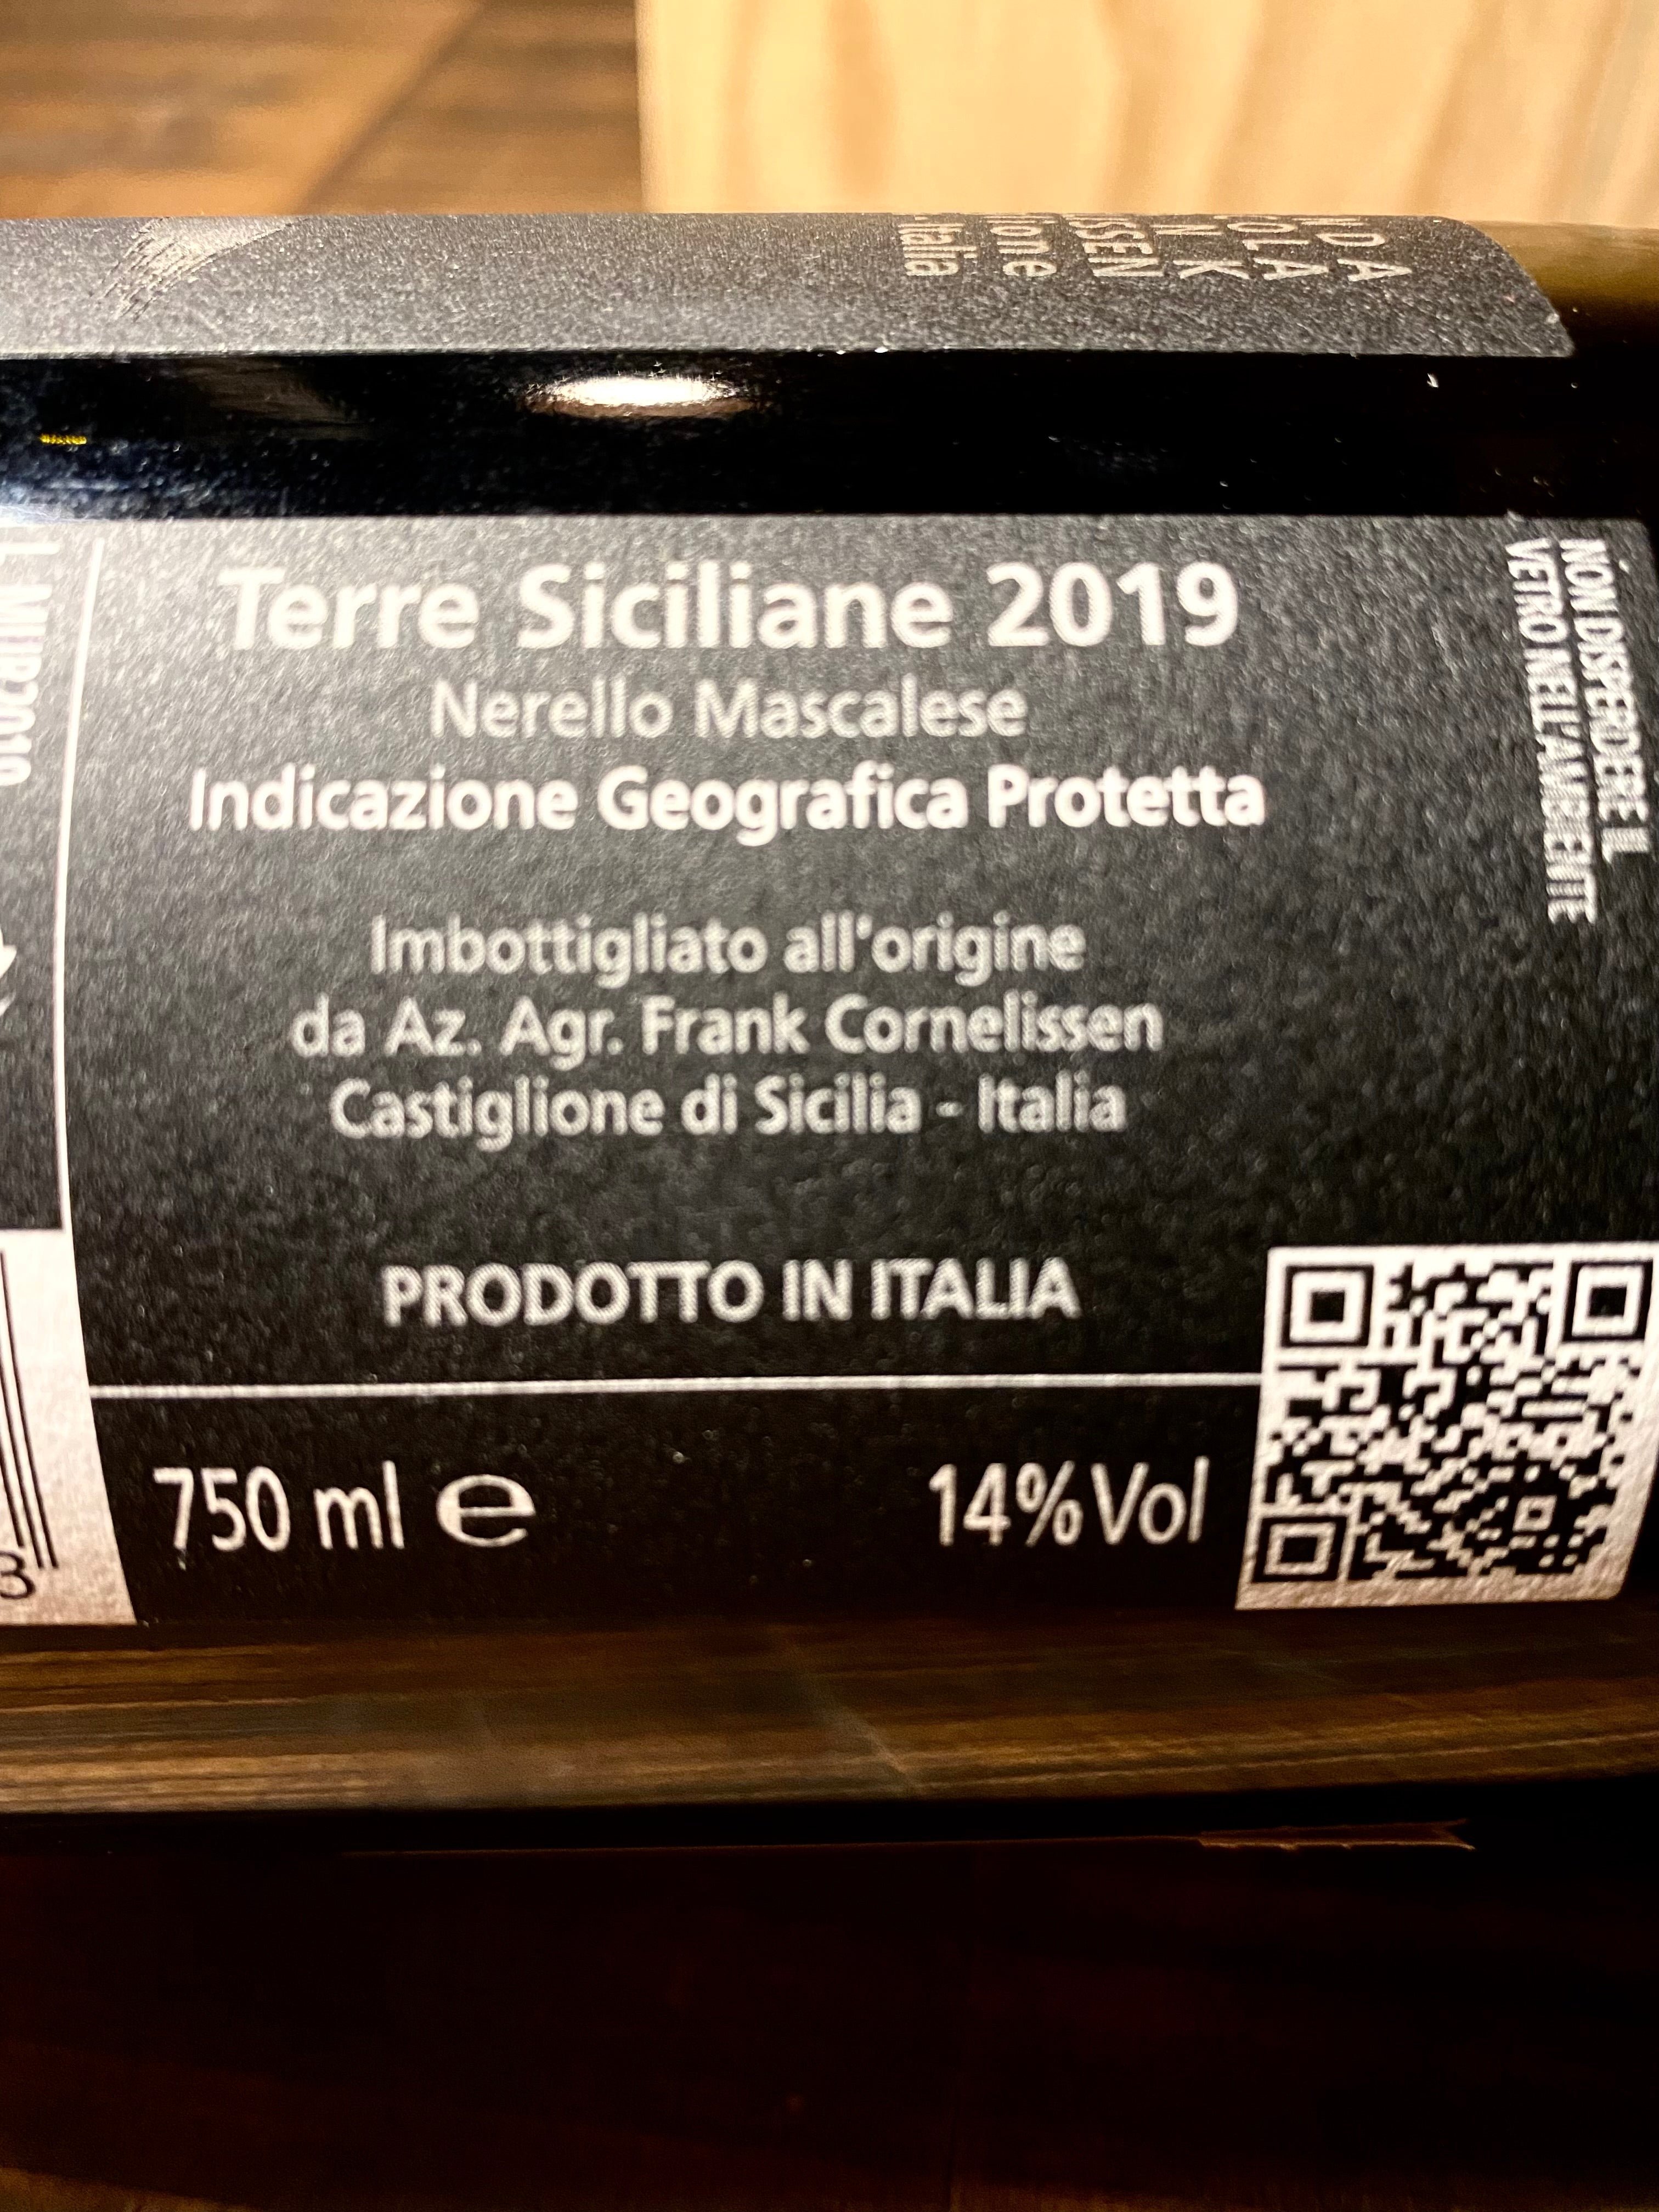 Terre Siciliane 2019
Nerello Mascalese
Indicazione Geografica Protetta
Imbottigliato all'origine
da Az. Agr. Frank Cornelissen
Castiglione di Sicilia - Italia
PRODOTTO IN ITALIA
750 ml e
14% Vol
NON DISPERDERE IL
VETRO NELL'AMBIENTE
3